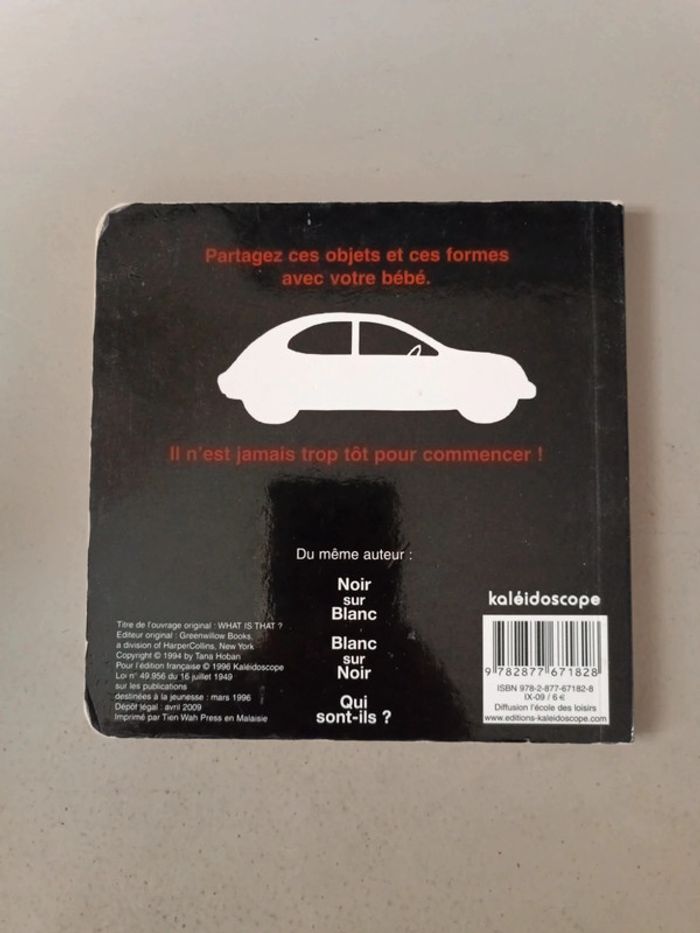 Partagez ces objets et ces formes
avec votre bébé.
Il n'est jamais trop tôt pour commencer !
Du même auteur :
Noir
sur
Blanc
Blanc
sur
Noir
Qui
sont-ils ?
Titre de l'ouvrage original : WHAT IS THAT ?
Editeur original : Greenwillow Books,
a division of HarperCollins, New York
Copyright © 1994 by Tana Hoban
Pour l'édition française © 1996 Kaléidoscope
Loi n° 49.956 du 16 juillet 1949
sur les publications
destinées à la jeunesse : mars 1996
Dépôt légal : avril 2009
Imprimé par Tien Wah Press en Malaisie
kaléidoscope
9 782877 671828
ISBN 978-2-877-67182-8
IX-09 / 6 €
Diffusion l'école des loisirs
www.editions-kaleidoscope.com